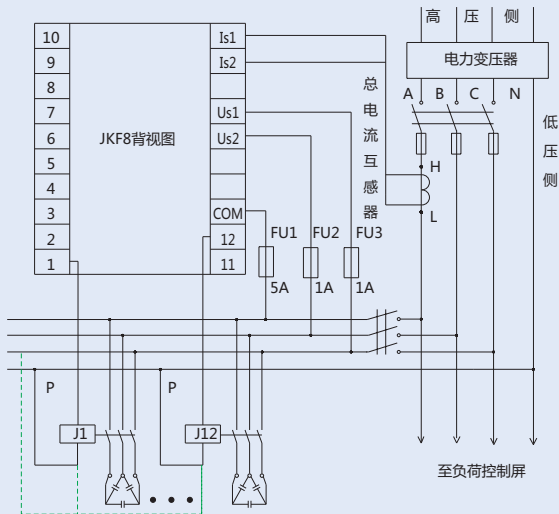 高 压 侧
电力变压器
A B C N
低压侧
10
9
8
7
6
5
4
3
2
1
JKF8背视图
Is1
Is2
Us1
Us2
COM
12
11
总电流互感器
H
L
FU1 FU2 FU3
5A 1A 1A
P P
J1 J12
至负荷控制屏